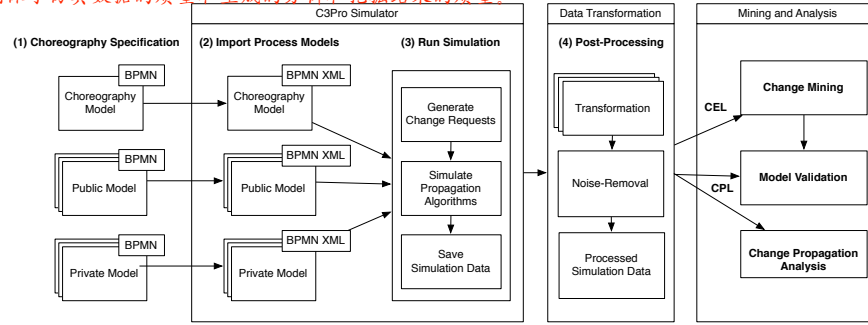 C3Pro Simulator
Data Transformation
Mining and Analysis
(1) Choreography Specification
(2) Import Process Models
(3) Run Simulation
(4) Post-Processing
BPMN
Choreography
Model
BPMN XML
Choreography
Model
Generate
Change Requests
Transformation
CEL
Change Mining
BPMN
Public Model
BPMN XML
Public Model
Simulate
Propagation
Algorithms
Noise-Removal
CPL
Model Validation
BPMN
Private Model
BPMN XML
Private Model
Save
Simulation Data
Processed
Simulation Data
Change Propagation
Analysis